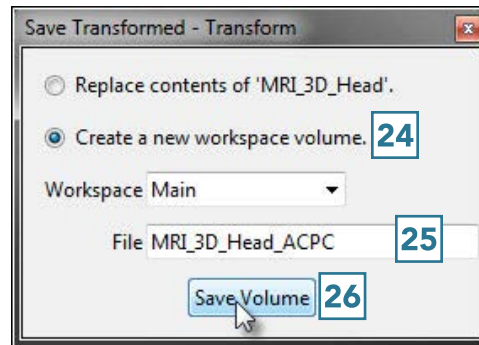 Save Transformed - Transform
Replace contents of 'MRI_3D_Head'.
Create a new workspace volume. 24
Workspace Main
File MRI_3D_Head_ACPC 25
Save Volume 26